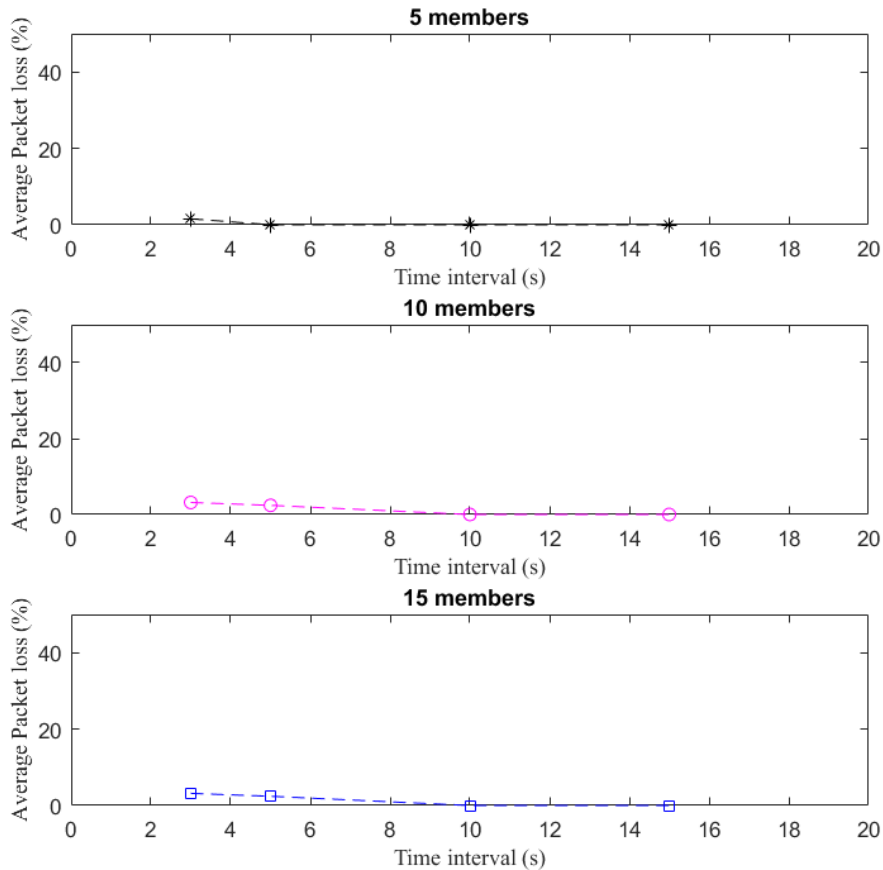 5 members
Average Packet loss (%)
40
20
0
0 2 4 6 8 10 12 14 16 18 20
Time interval (s)
10 members
Average Packet loss (%)
40
20
0
0 2 4 6 8 10 12 14 16 18 20
Time interval (s)
15 members
Average Packet loss (%)
40
20
0
0 2 4 6 8 10 12 14 16 18 20
Time interval (s)